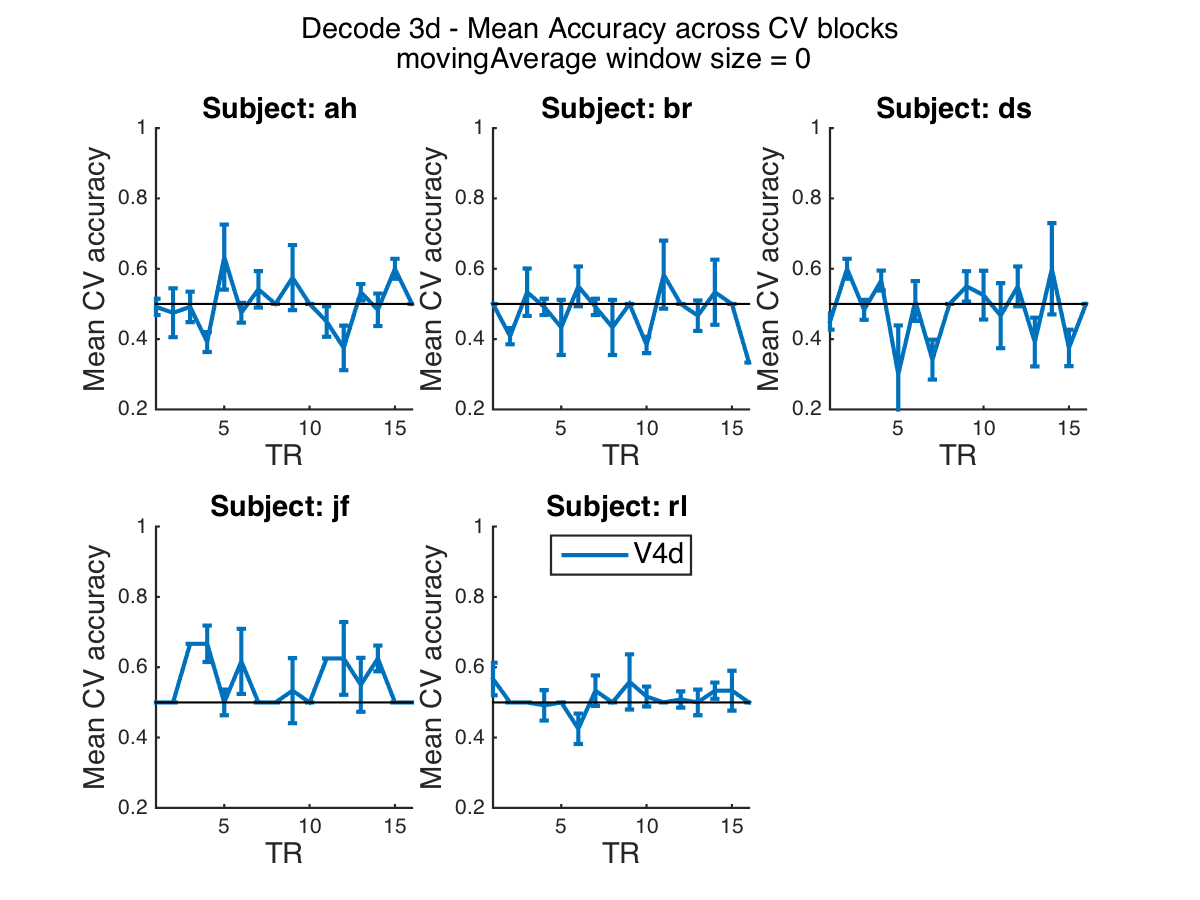 Decode 3d - Mean Accuracy across CV blocks
movingAverage window size = 0
Subject: ah
Mean CV accuracy
1
0.8
0.6
0.4
0.2
5 10 15
TR
Subject: br
Mean CV accuracy
1
0.8
0.6
0.4
0.2
5 10 15
TR
Subject: ds
Mean CV accuracy
1
0.8
0.6
0.4
0.2
5 10 15
TR
Subject: jf
Mean CV accuracy
1
0.8
0.6
0.4
0.2
5 10 15
TR
Subject: rl
V4d
Mean CV accuracy
1
0.8
0.6
0.4
0.2
5 10 15
TR